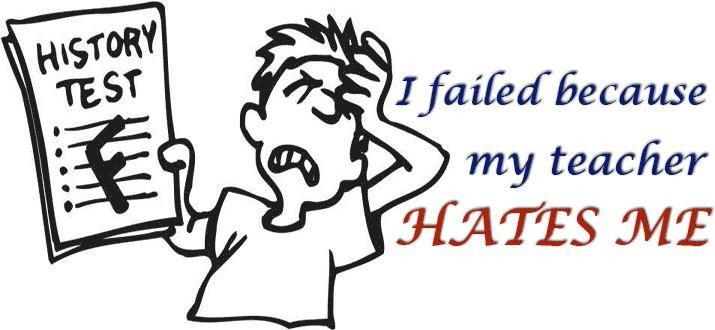 HISTORY
TEST
F
I failed because
my teacher
HATES ME